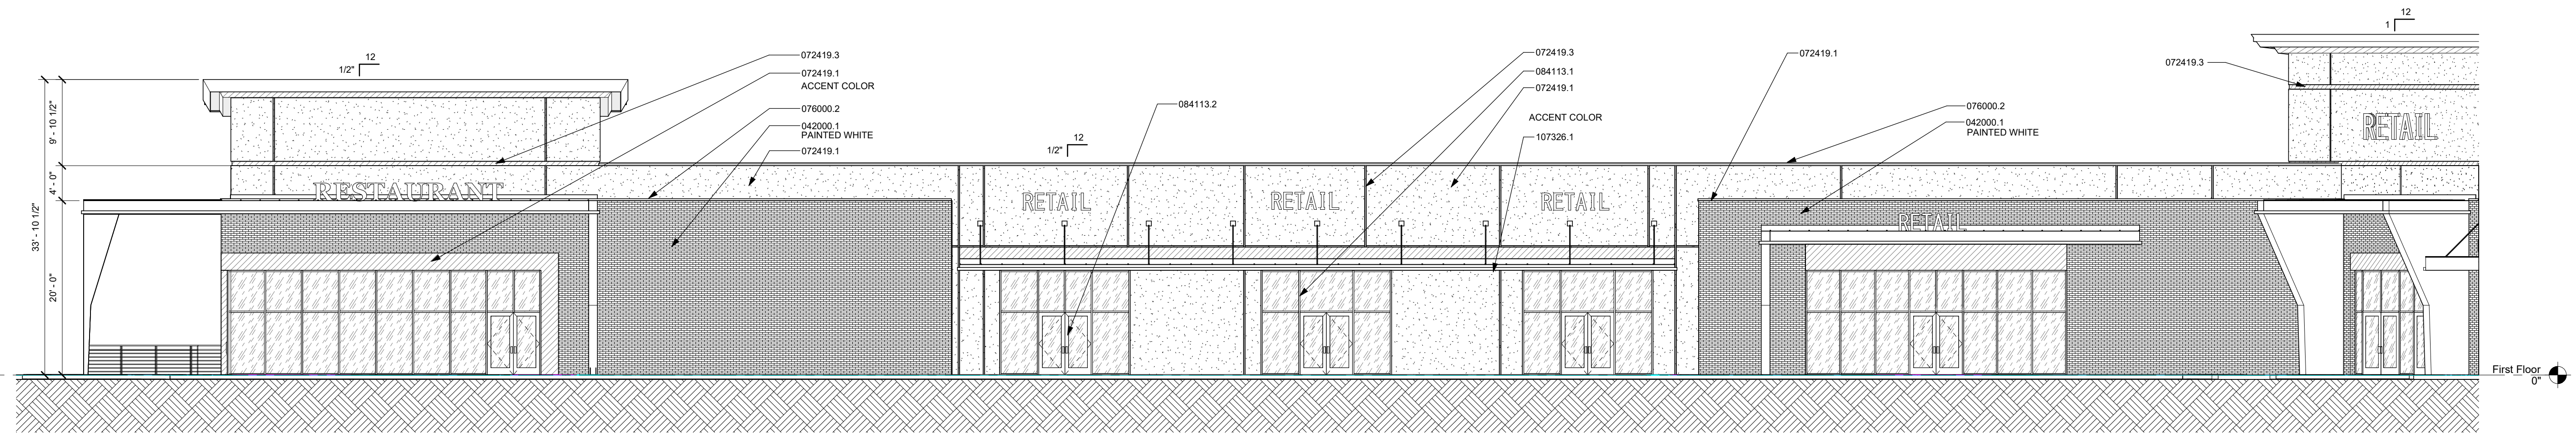 12
1
12
1/2"
072419.3
072419.1
ACCENT COLOR
076000.2
042000.1
PAINTED WHITE
072419.1
084113.2
12
1/2"
072419.3
084113.1
072419.1
ACCENT COLOR
107326.1
072419.1
076000.2
042000.1
PAINTED WHITE
072419.3
33' - 10 1/2"
9' - 10 1/2"
4' - 0"
20' - 0"
RESTAURANT
RETAIL
RETAIL
RETAIL
RETAIL
RETAIL
First Floor
0"